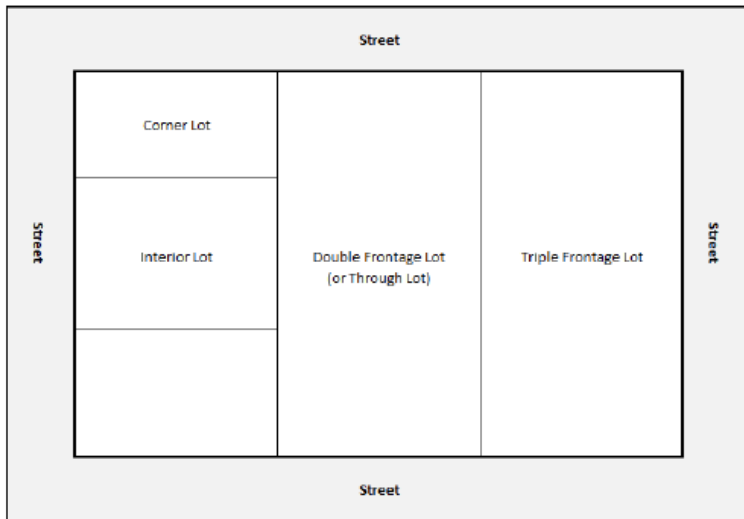 Street
Corner Lot
Street
Interior Lot
Double Frontage Lot
(or Through Lot)
Triple Frontage Lot
Street
Street